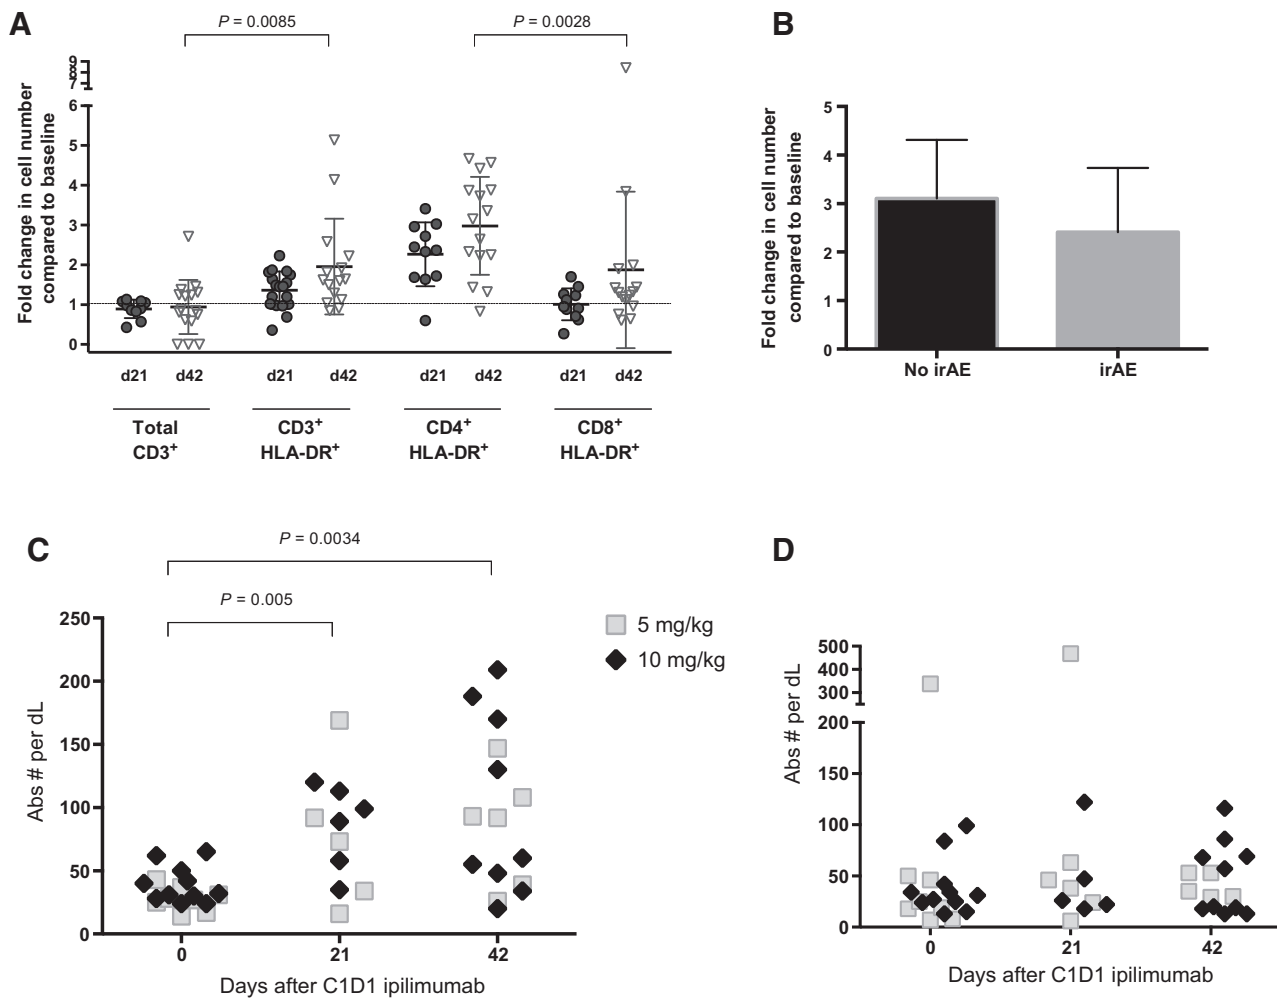 A
P = 0.0085
P = 0.0028
Fold change in cell number
compared to baseline
9
8
7
6
5
4
3
2
1
0
d21
d42
d21
d42
d21
d42
d21
d42
Total
CD3+
CD3+
HLA-DR+
CD4+
HLA-DR+
CD8+
HLA-DR+
B
Fold change in cell number
compared to baseline
5
4
3
2
1
0
No irAE
irAE
C
P = 0.0034
P = 0.005
Abs # per dL
250
200
150
100
50
0
0
21
42
Days after C1D1 ipilimumab
5 mg/kg
10 mg/kg
D
Abs # per dL
500
400
300
200
150
100
50
0
0
21
42
Days after C1D1 ipilimumab